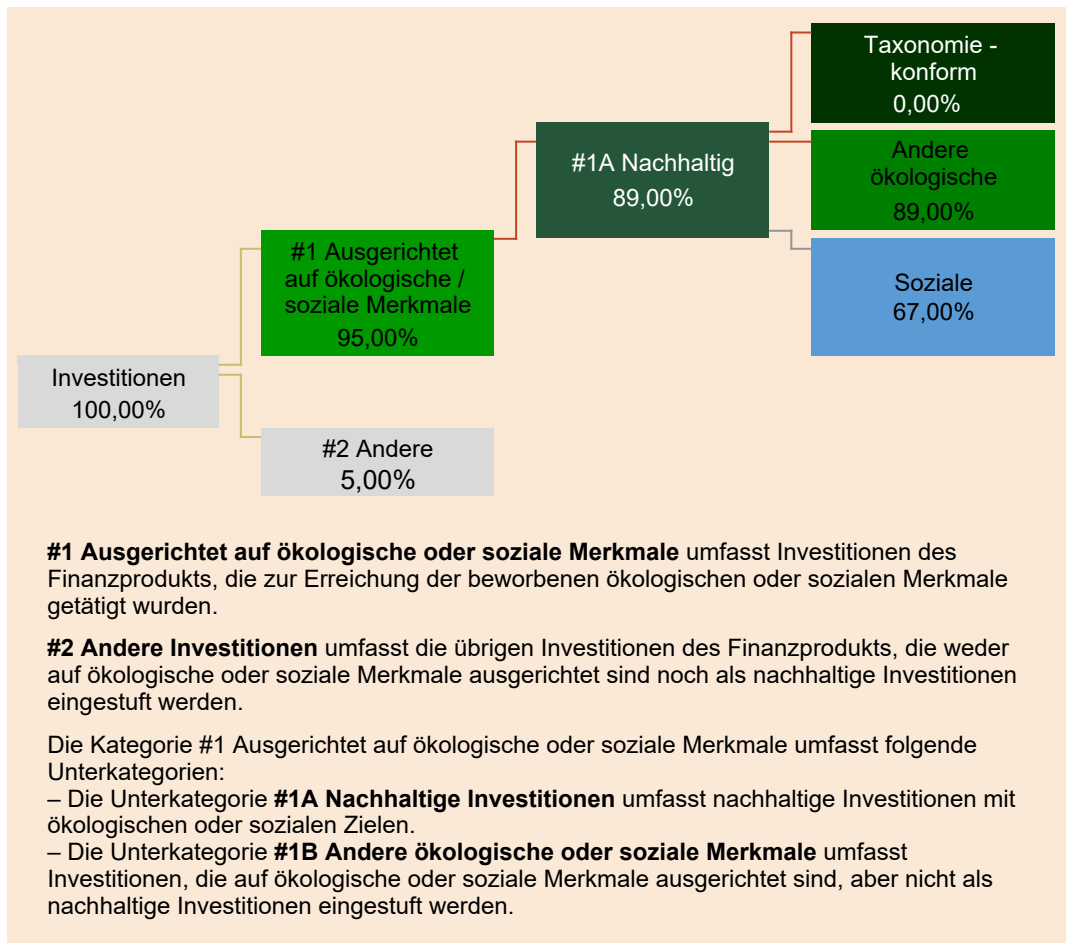 Taxonomie -
konform
0,00%
Andere
ökologische
89,00%
#1A Nachhaltig
89,00%
Soziale
67,00%
#1 Ausgerichtet
auf ökologische /
soziale Merkmale
95,00%
Investitionen
100,00%
#2 Andere
5,00%
#1 Ausgerichtet auf ökologische oder soziale Merkmale umfasst Investitionen des
Finanzprodukts, die zur Erreichung der beworbenen ökologischen oder sozialen Merkmale
getätigt wurden.
#2 Andere Investitionen umfasst die übrigen Investitionen des Finanzprodukts, die weder
auf ökologische oder soziale Merkmale ausgerichtet sind noch als nachhaltige Investitionen
eingestuft werden.
Die Kategorie #1 Ausgerichtet auf ökologische oder soziale Merkmale umfasst folgende
Unterkategorien:
– Die Unterkategorie #1A Nachhaltige Investitionen umfasst nachhaltige Investitionen mit
ökologischen oder sozialen Zielen.
– Die Unterkategorie #1B Andere ökologische oder soziale Merkmale umfasst
Investitionen, die auf ökologische oder soziale Merkmale ausgerichtet sind, aber nicht als
nachhaltige Investitionen eingestuft werden.